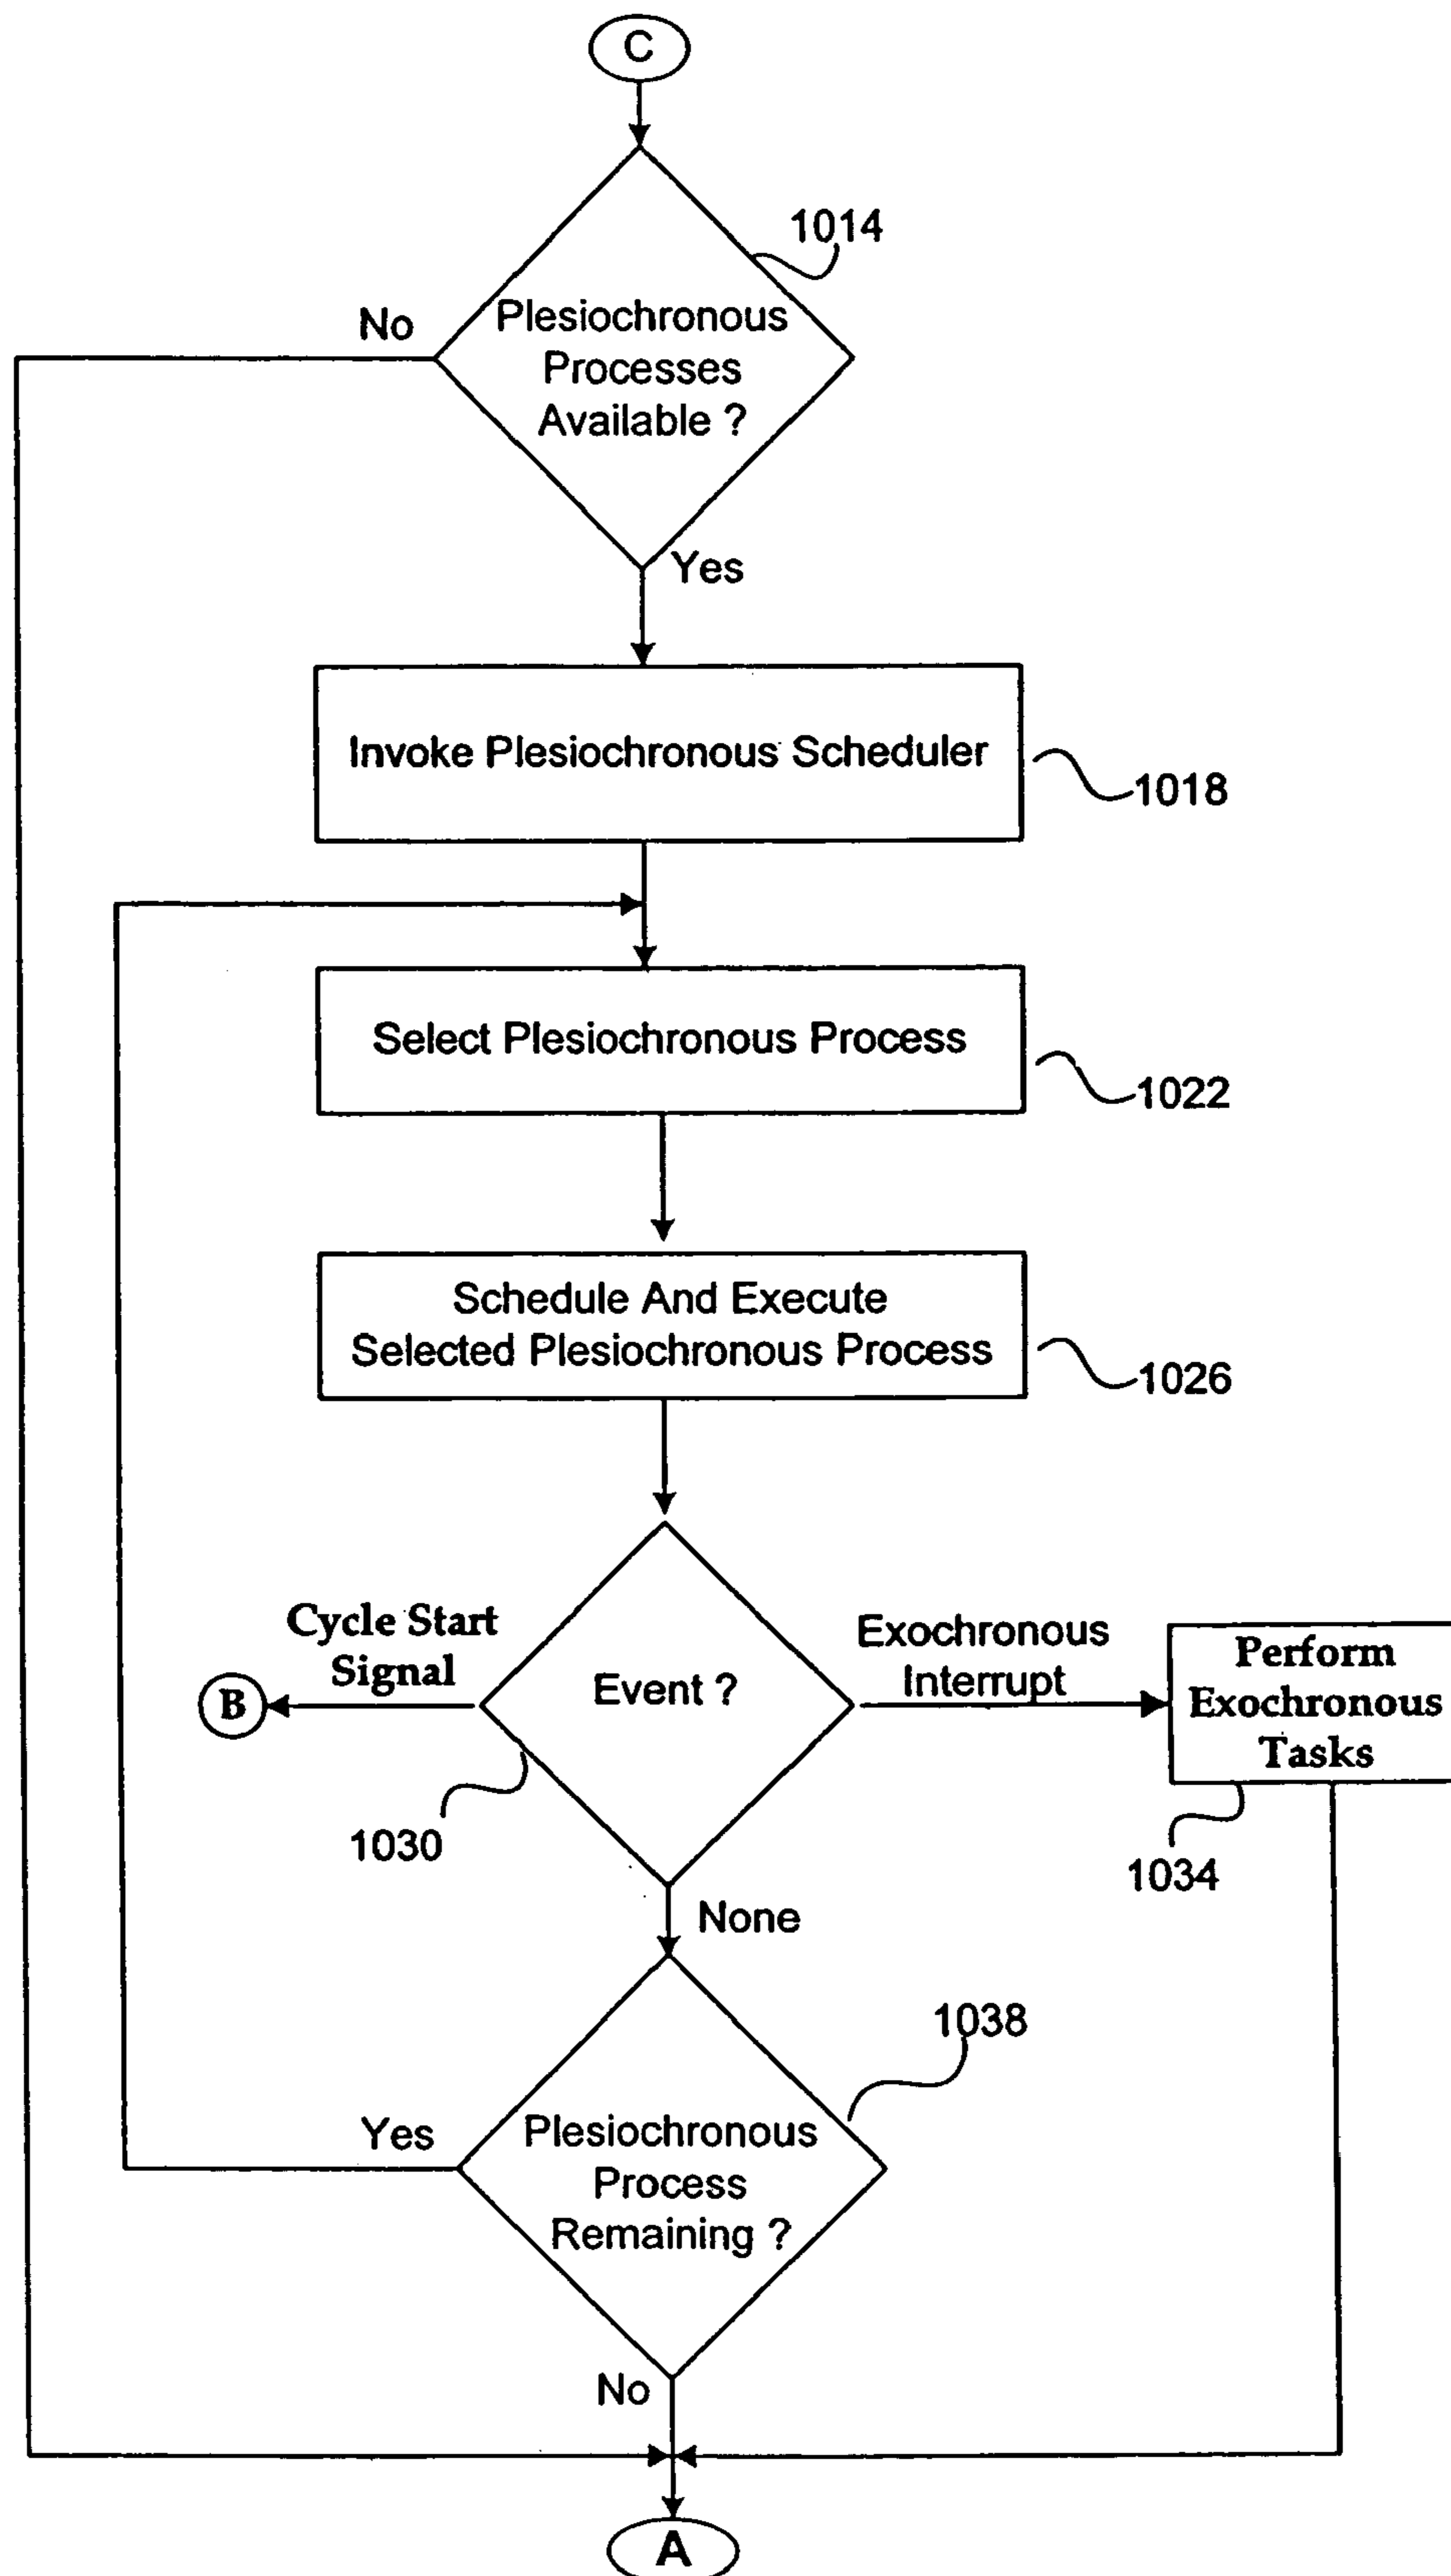 C
1014
No
Plesiochronous
Processes
Available ?
Yes
Invoke Plesiochronous Scheduler
1018
Select Plesiochronous Process
1022
Schedule And Execute
Selected Plesiochronous Process
1026
Cycle Start
Signal
B
Event ?
Exochronous
Interrupt
Perform
Exochronous
Tasks
1030
1034
None
1038
Yes
Plesiochronous
Process
Remaining ?
No
A